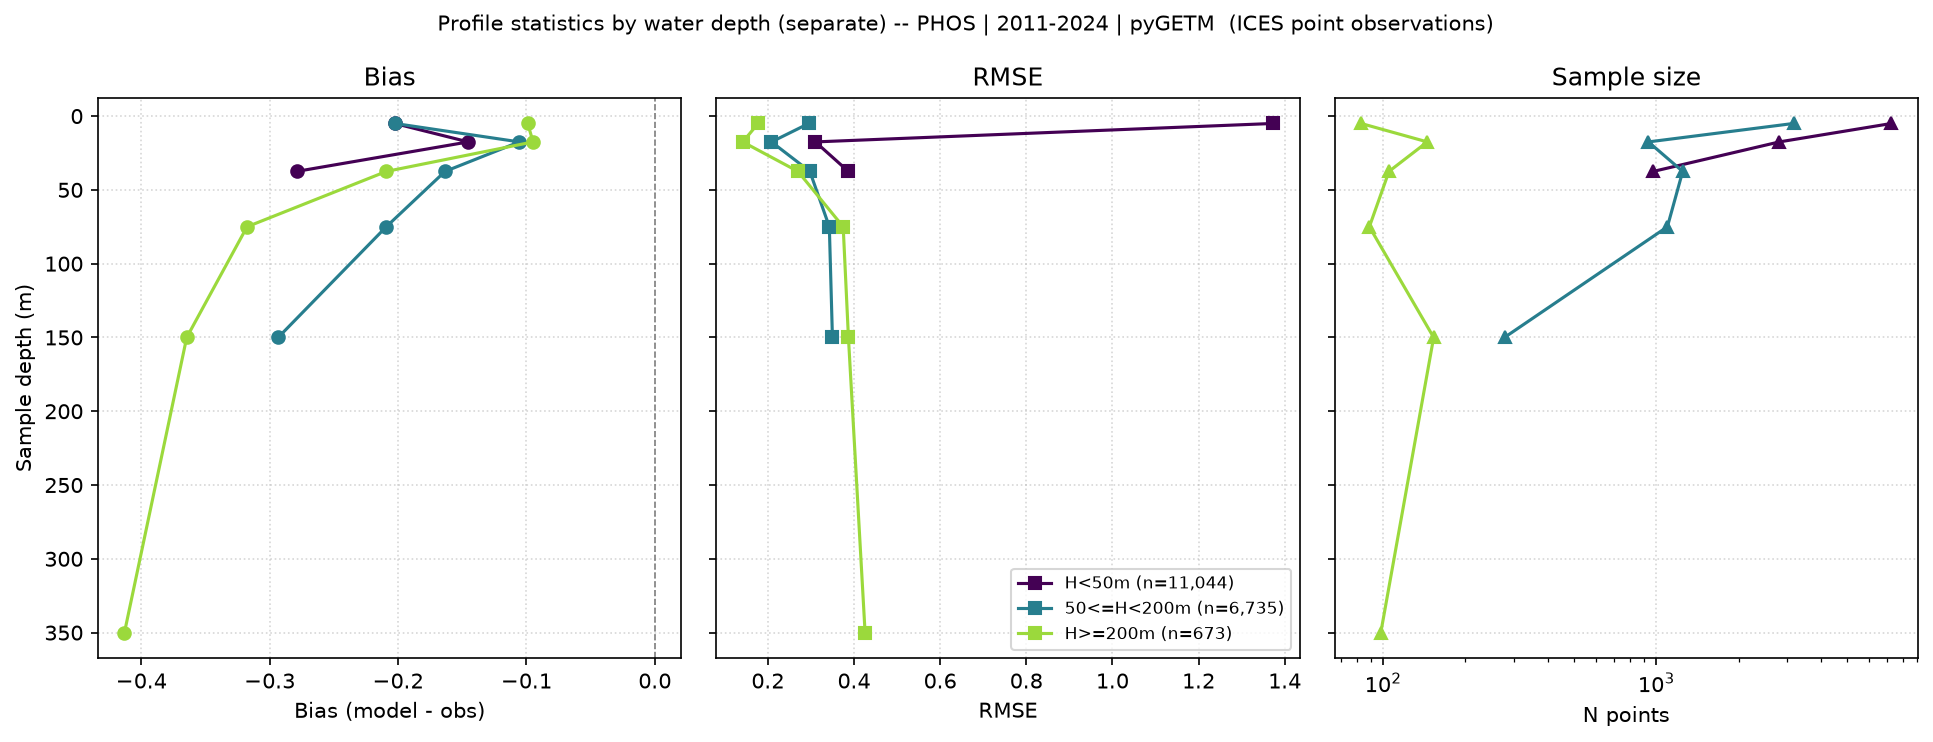 Profile statistics by water depth (separate) -- PHOS | 2011-2024 | pyGETM  (ICES point observations)
Bias
RMSE
Sample size
Sample depth (m)
0
50
100
150
200
250
300
350
−0.4
−0.3
−0.2
−0.1
0.0
Bias (model - obs)
0.2
0.4
0.6
0.8
1.0
1.2
1.4
RMSE
H<50m (n=11,044)
50<=H<200m (n=6,735)
H>=200m (n=673)
10²
10³
N points